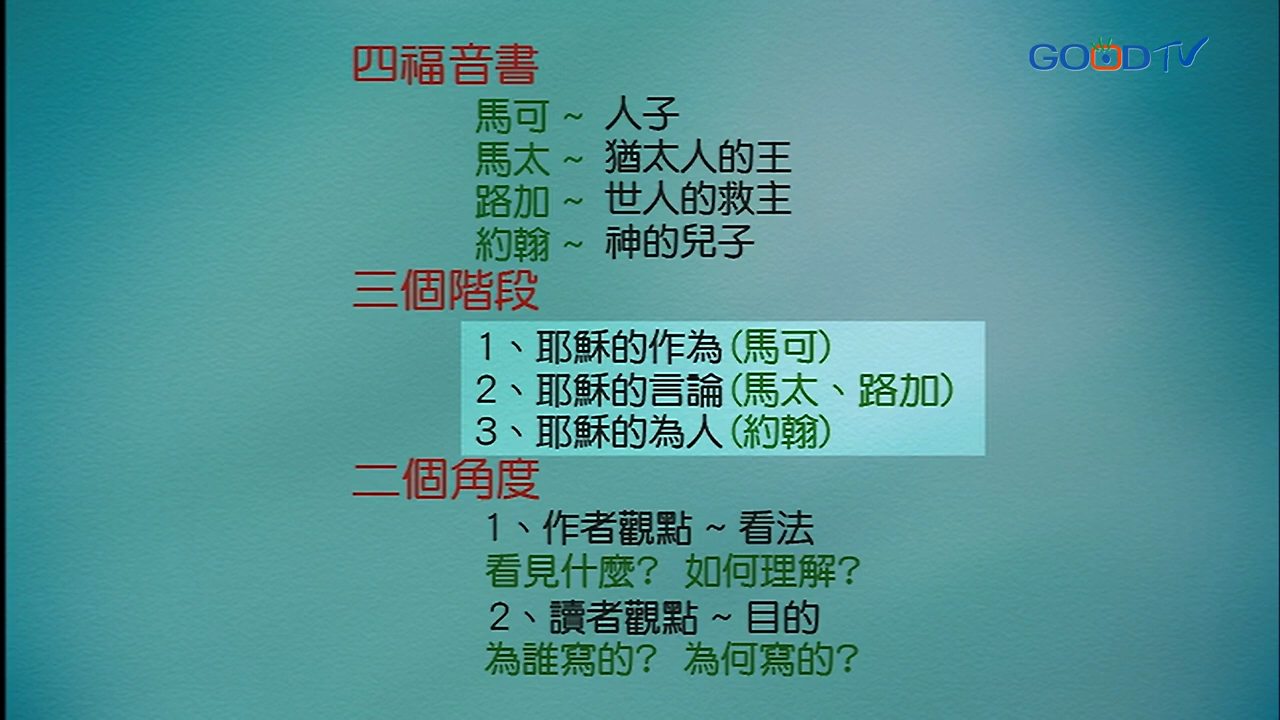 四福音書
GOODTV
馬可 ~ 人子
馬太 ~ 猶太人的王
路加 ~ 世人的救主
約翰 ~ 神的兒子
三個階段
1、耶穌的作為(馬可)
2、耶穌的言論(馬太、路加)
3、耶穌的為人(約翰)
二個角度
1、作者觀點 ~ 看法
看見什麼? 如何理解?
2、讀者觀點 ~ 目的
為誰寫的? 為何寫的?